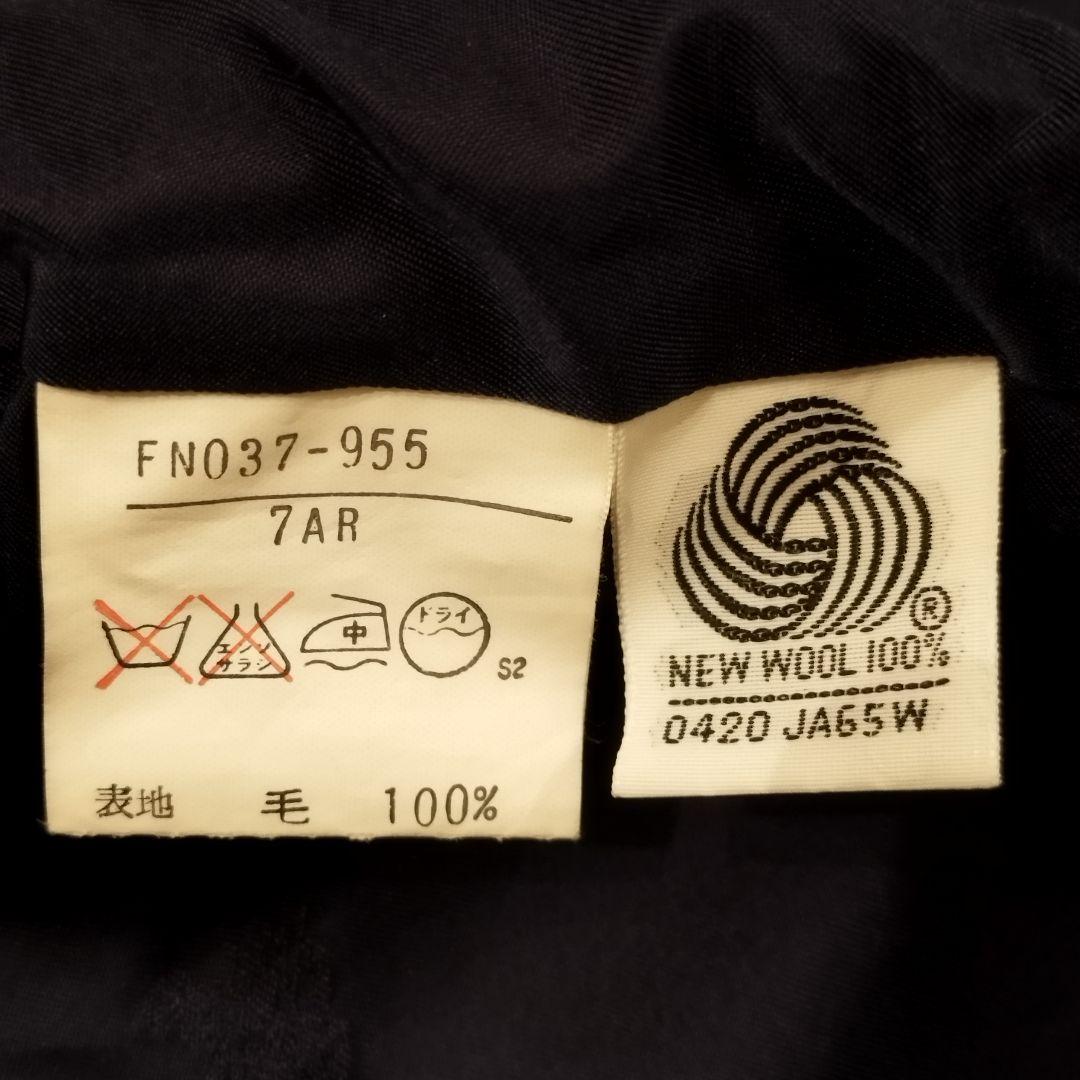 FN037-955
7AR
エンソ
サラシ
中
ドライ
S2
表地 毛 100%
®
NEW WOOL 100%
0420 JA65W